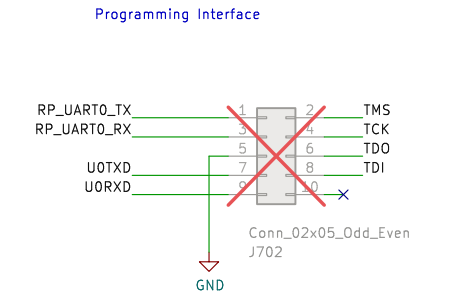 Programming Interface
RP_UART0_TX 1 2 TMS
RP_UART0_RX 3 4 TCK
5 6 TDO
U0TXD 7 8 TDI
U0RXD 9 10
Conn_02x05_Odd_Even
J702
GND